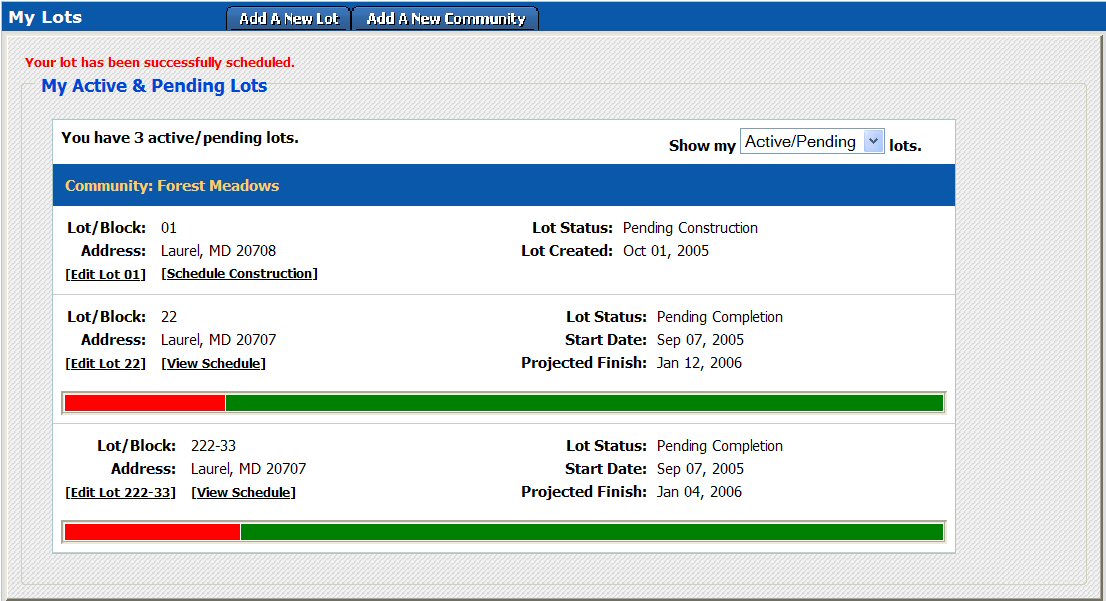 My Lots Add A New Lot Add A New Community
Your lot has been successfully scheduled.
My Active & Pending Lots
You have 3 active/pending lots. Show my Active/Pending lots.
Community: Forest Meadows
Lot/Block: 01 Lot Status: Pending Construction
Address: Laurel, MD 20708 Lot Created: Oct 01, 2005
[Edit Lot 01] [Schedule Construction]
Lot/Block: 22 Lot Status: Pending Completion
Address: Laurel, MD 20707 Start Date: Sep 07, 2005
[Edit Lot 22] [View Schedule] Projected Finish: Jan 12, 2006
Lot/Block: 222-33 Lot Status: Pending Completion
Address: Laurel, MD 20707 Start Date: Sep 07, 2005
[Edit Lot 222-33] [View Schedule] Projected Finish: Jan 04, 2006